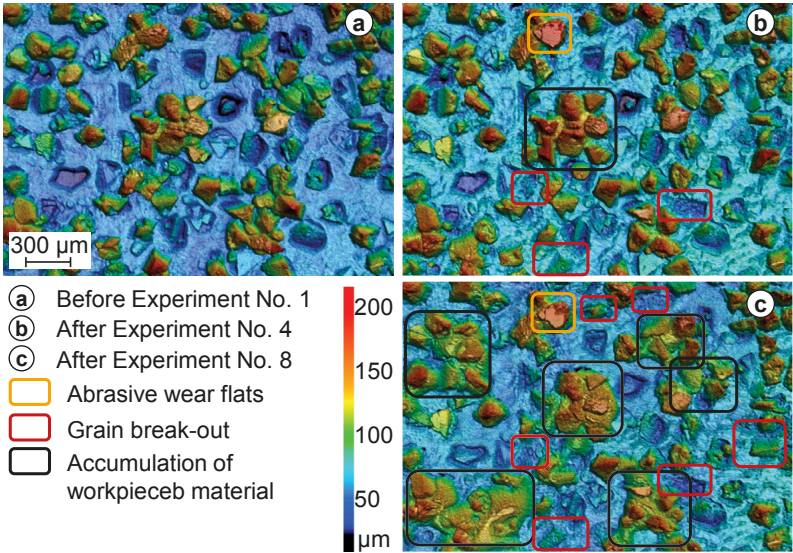 a
b
300 µm
a Before Experiment No. 1
b After Experiment No. 4
c After Experiment No. 8
Abrasive wear flats
Grain break-out
Accumulation of
workpieceb material
200
150
100
50
µm
c